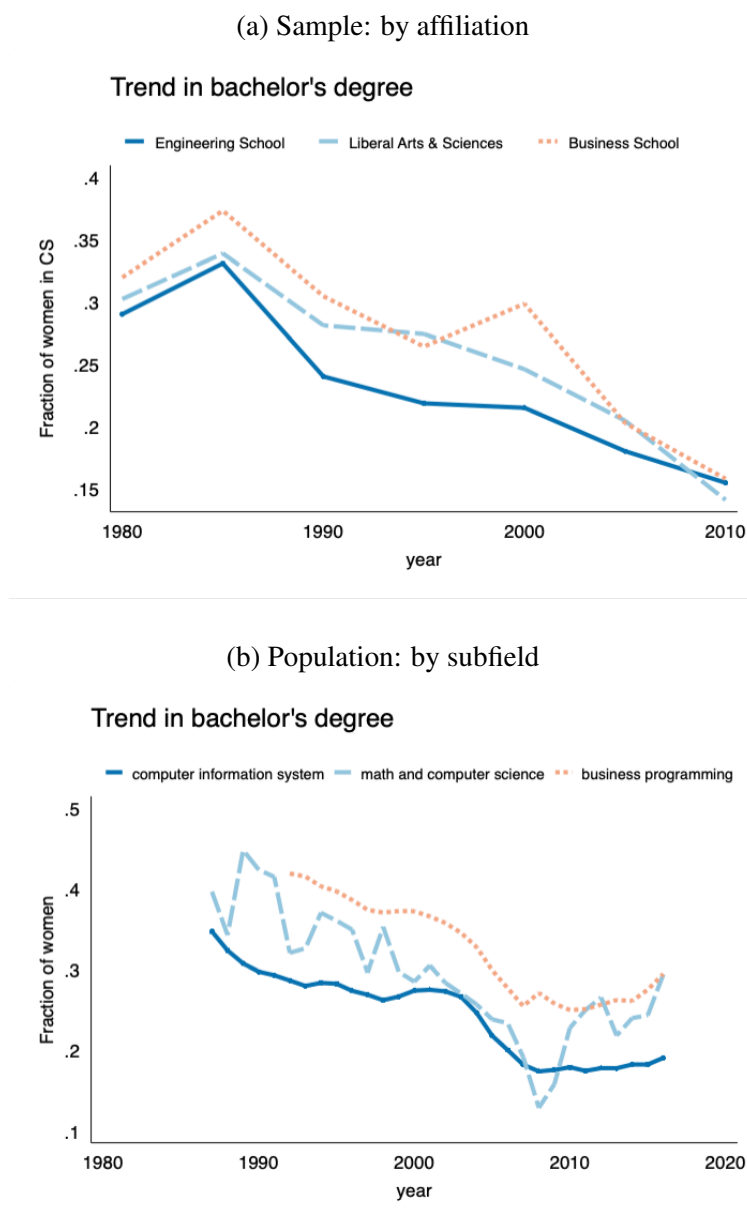 (a) Sample: by affiliation
Trend in bachelor's degree
Engineering School Liberal Arts & Sciences Business School
Fraction of women in CS
.4
.35
.3
.25
.2
.15
1980 1990 2000 2010
year
(b) Population: by subfield
Trend in bachelor's degree
computer information system math and computer science business programming
Fraction of women
.5
.4
.3
.2
.1
1980 1990 2000 2010 2020
year